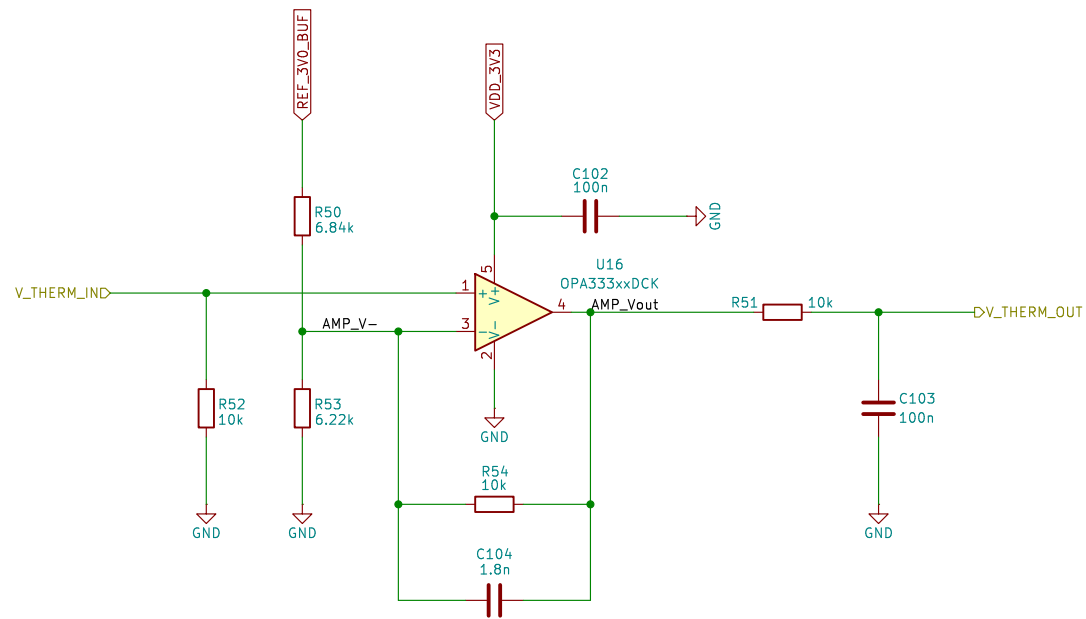 REF_3V0_BUF
VDD_3V3
C102
100n
GND
R50
6.84k
U16
OPA333xxDCK
V_THERM_IN
1
5
+
V+
4
AMP_Vout
R51
10k
V_THERM_OUT
AMP_V-
3
-
V-
2
R52
10k
R53
6.22k
C103
100n
GND
R54
10k
GND
GND
GND
C104
1.8n